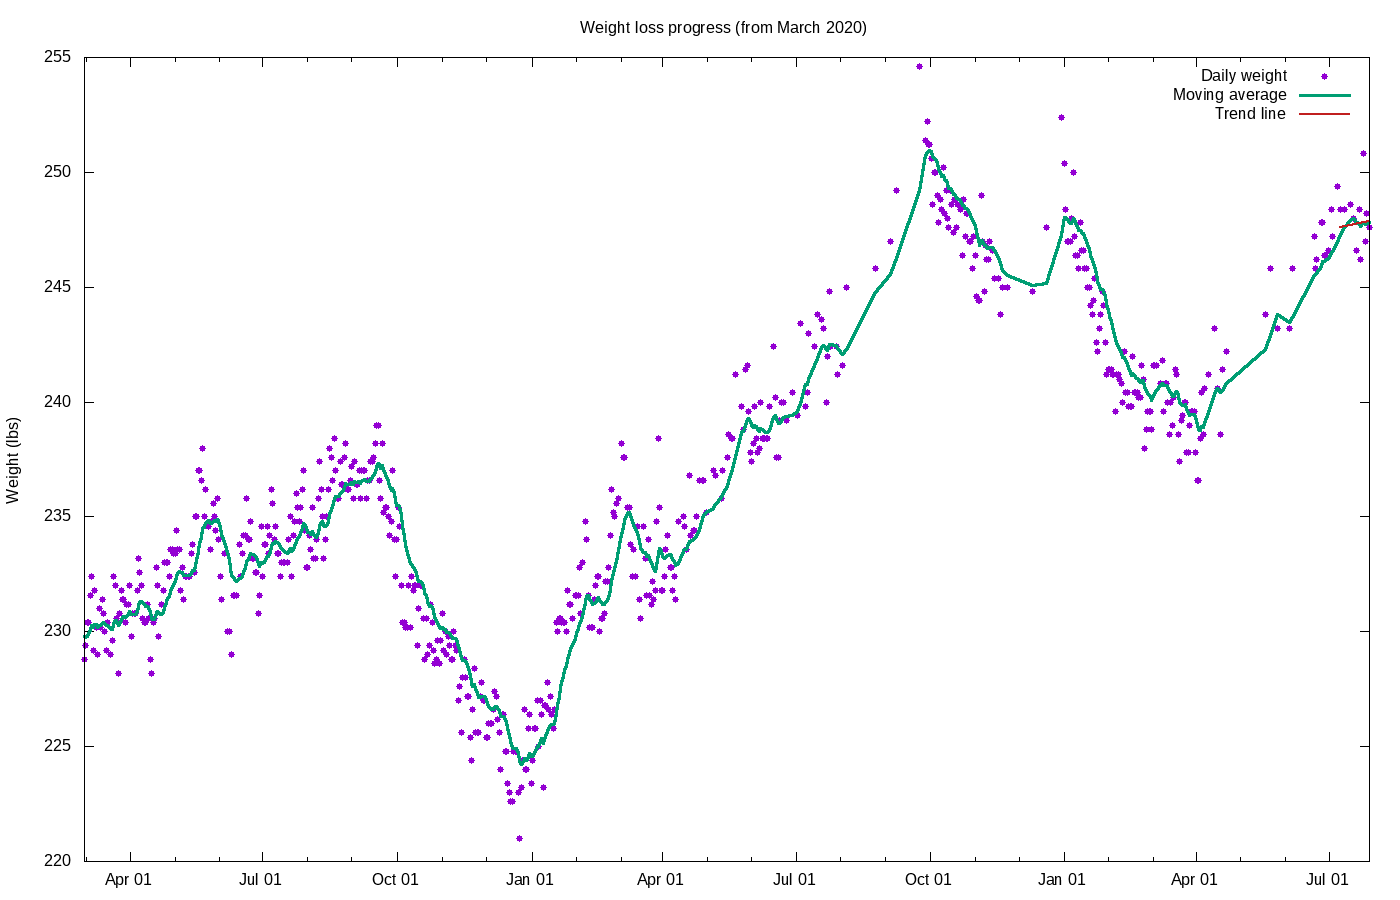 Weight loss progress (from March 2020)
Daily weight
Moving average
Trend line
255
250
245
240
235
230
225
220
Weight (lbs)
Apr 01 Jul 01 Oct 01 Jan 01 Apr 01 Jul 01 Oct 01 Jan 01 Apr 01 Jul 01